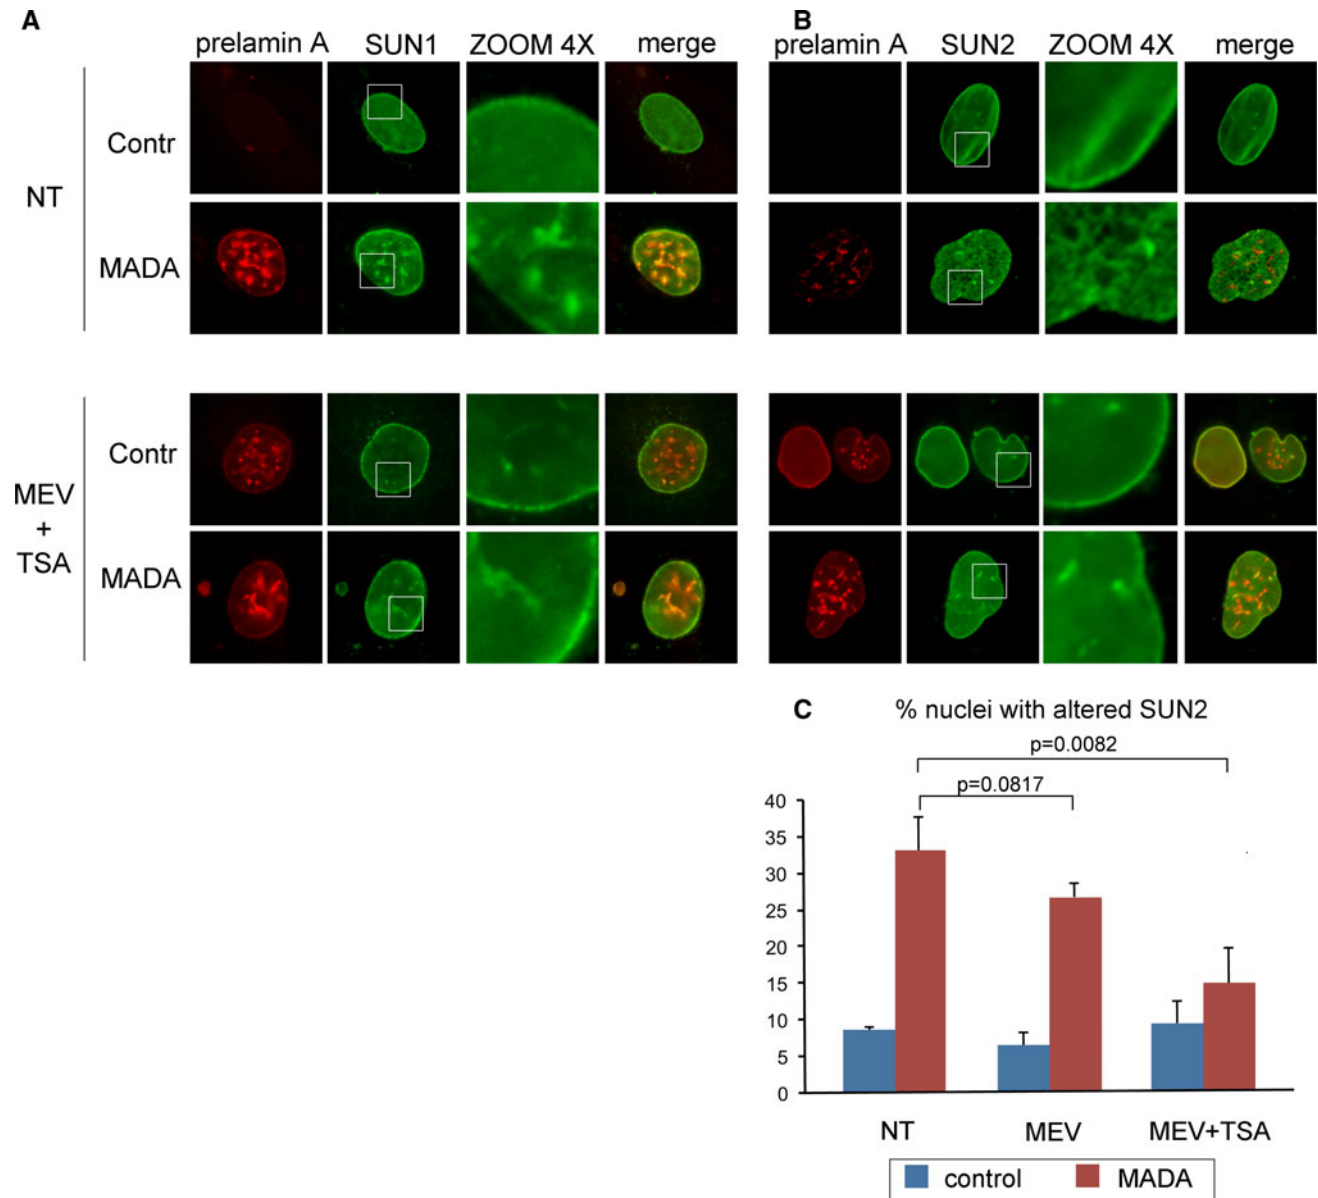 A
B
prelamin A SUN1 ZOOM 4X merge
prelamin A SUN2 ZOOM 4X merge
NT
Contr
MADA
MEV
+
TSA
Contr
MADA
C % nuclei with altered SUN2
p=0.0082
p=0.0817
40
35
30
25
20
15
10
5
0
NT MEV MEV+TSA
control MADA